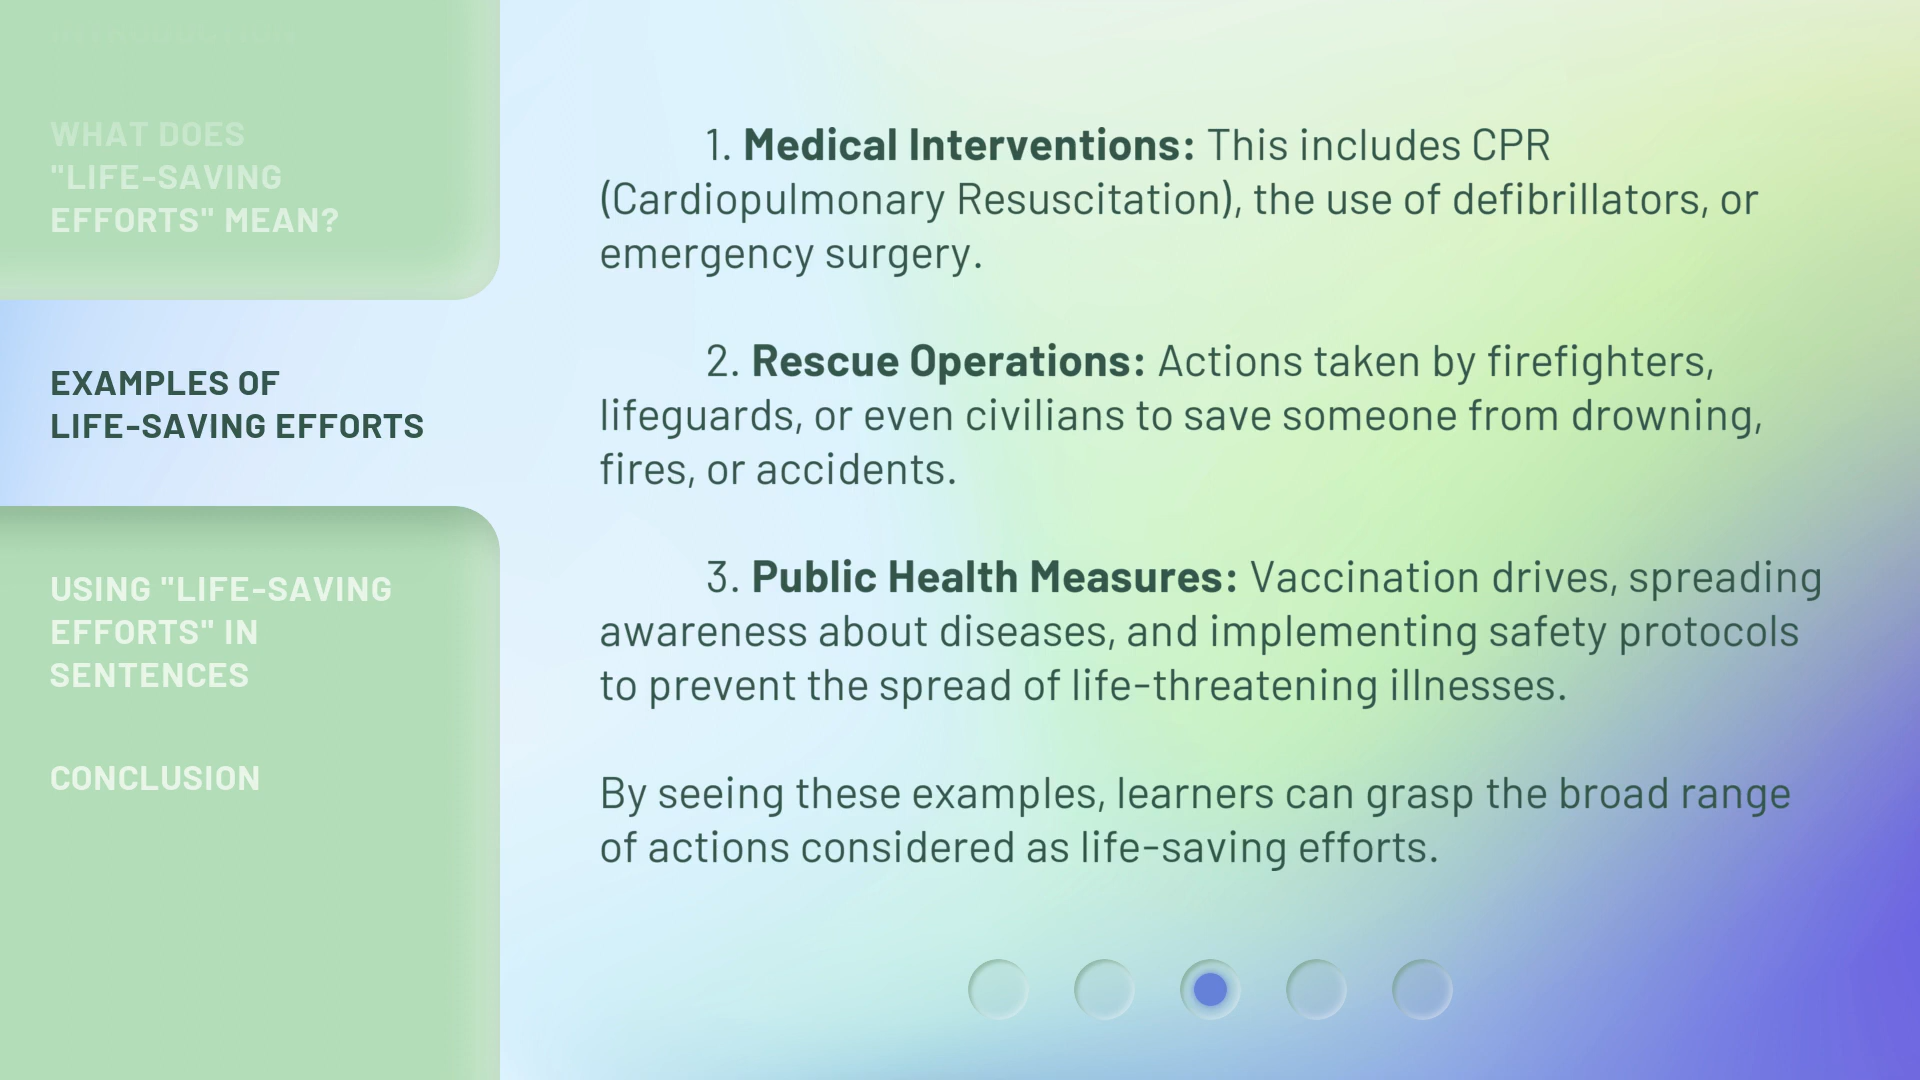 INTRODUCTION
WHAT DOES
"LIFE-SAVING
EFFORTS" MEAN?
EXAMPLES OF
LIFE-SAVING EFFORTS
USING "LIFE-SAVING
EFFORTS" IN
SENTENCES
CONCLUSION
1. Medical Interventions: This includes CPR
(Cardiopulmonary Resuscitation), the use of defibrillators, or
emergency surgery.
2. Rescue Operations: Actions taken by firefighters,
lifeguards, or even civilians to save someone from drowning,
fires, or accidents.
3. Public Health Measures: Vaccination drives, spreading
awareness about diseases, and implementing safety protocols
to prevent the spread of life-threatening illnesses.
By seeing these examples, learners can grasp the broad range
of actions considered as life-saving efforts.